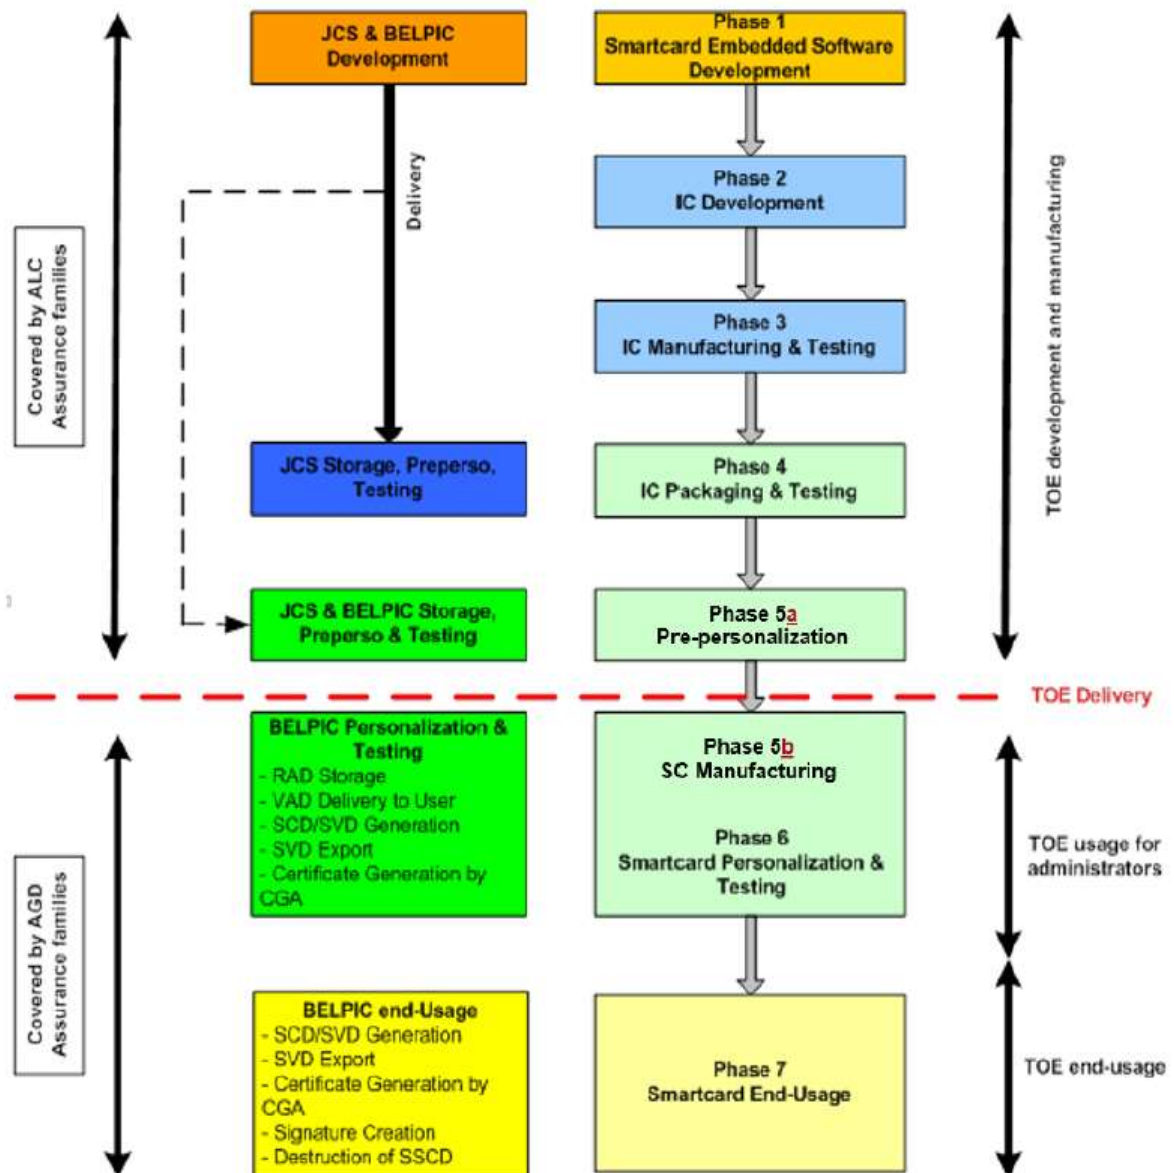 JCS & BELPIC
Development
Phase 1
Smartcard Embedded Software
Development
Delivery
Phase 2
IC Development
Phase 3
IC Manufacturing & Testing
Covered by ALC
Assurance families
TOE development and manufacturing
JCS Storage, Preperso,
Testing
Phase 4
IC Packaging & Testing
JCS & BELPIC Storage,
Preperso & Testing
Phase 5a
Pre-personalization
TOE Delivery
BELPIC Personalization &
Testing
- RAD Storage
- VAD Delivery to User
- SCD/SVD Generation
- SVD Export
- Certificate Generation by
CGA
Phase 5b
SC Manufacturing
Phase 6
Smartcard Personalization &
Testing
TOE usage for
administrators
Covered by AGD
Assurance families
BELPIC end-Usage
- SCD/SVD Generation
- SVD Export
- Certificate Generation by
CGA
- Signature Creation
- Destruction of SSCD
Phase 7
Smartcard End-Usage
TOE end-usage